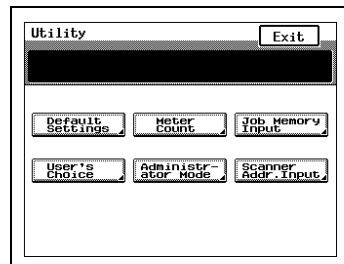 Utility
Exit
Default
Settings
Meter
Count
Job Memory
Input
User's
Choice
Administr-
ator Mode
Scanner
Addr.Input